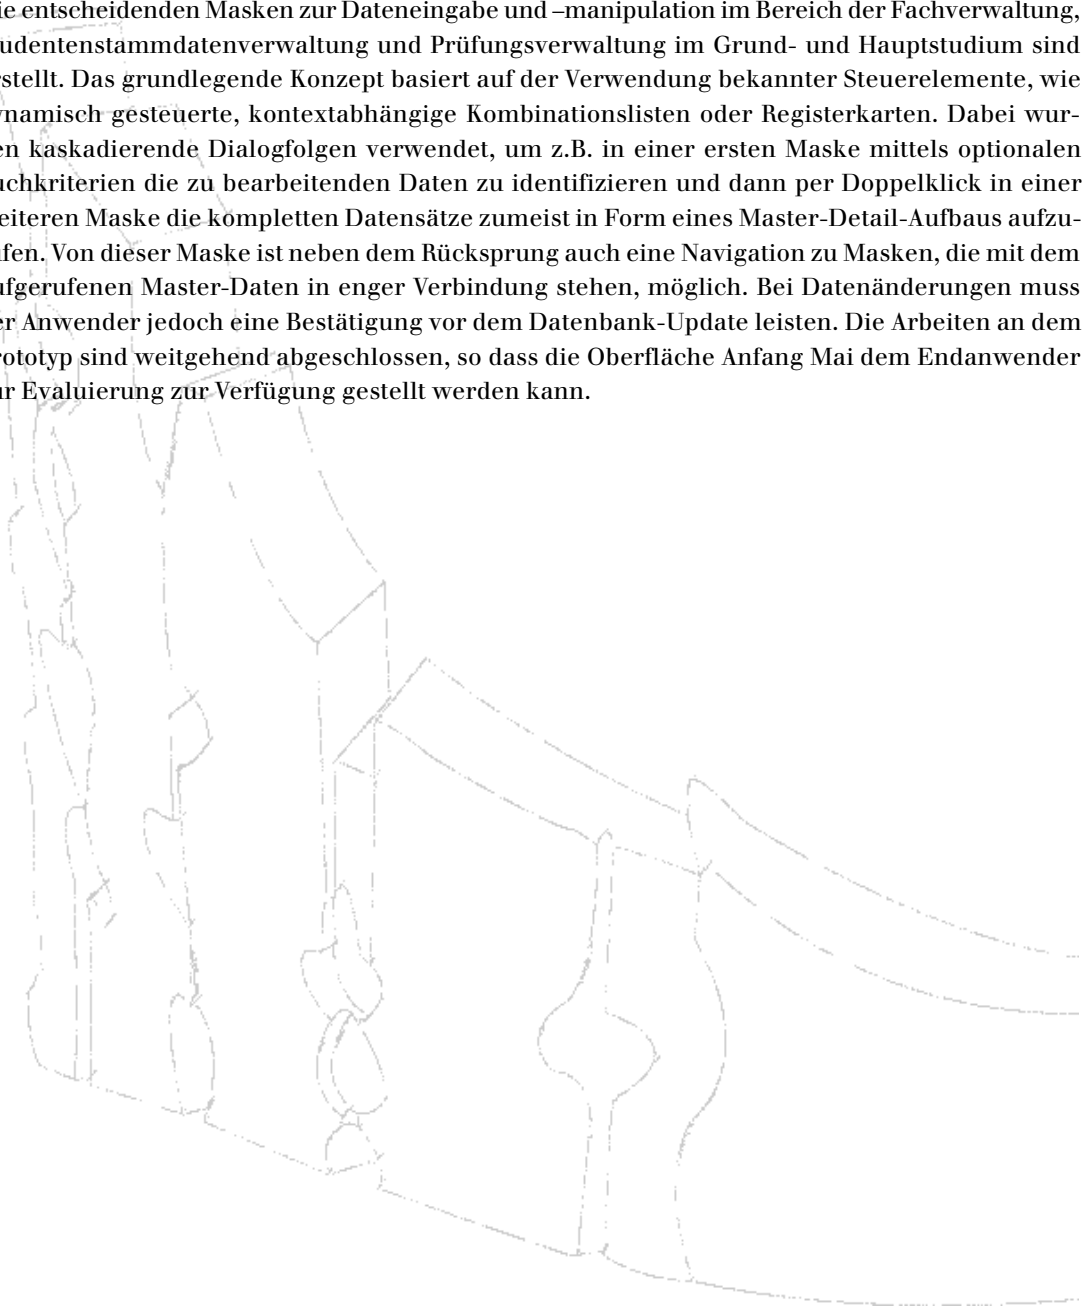 ie entscheidenden Masken zur Dateneingabe und –manipulation im Bereich der Fachverwaltung,
udentenstammdatenverwaltung und Prüfungsverwaltung im Grund- und Hauptstudium sind
rstellt. Das grundlegende Konzept basiert auf der Verwendung bekannter Steuerelemente, wie
ynamisch gesteuerte, kontextabhängige Kombinationslisten oder Registerkarten. Dabei wur-
en kaskadierende Dialogfolgen verwendet, um z.B. in einer ersten Maske mittels optionalen
uchkriterien die zu bearbeitenden Daten zu identifizieren und dann per Doppelklick in einer
eiteren Maske die kompletten Datensätze zumeist in Form eines Master-Detail-Aufbaus aufzu-
ufen. Von dieser Maske ist neben dem Rücksprung auch eine Navigation zu Masken, die mit dem
ufgerufenen Master-Daten in enger Verbindung stehen, möglich. Bei Datenänderungen muss
er Anwender jedoch eine Bestätigung vor dem Datenbank-Update leisten. Die Arbeiten an dem
rototyp sind weitgehend abgeschlossen, so dass die Oberfläche Anfang Mai dem Endanwender
ur Evaluierung zur Verfügung gestellt werden kann.